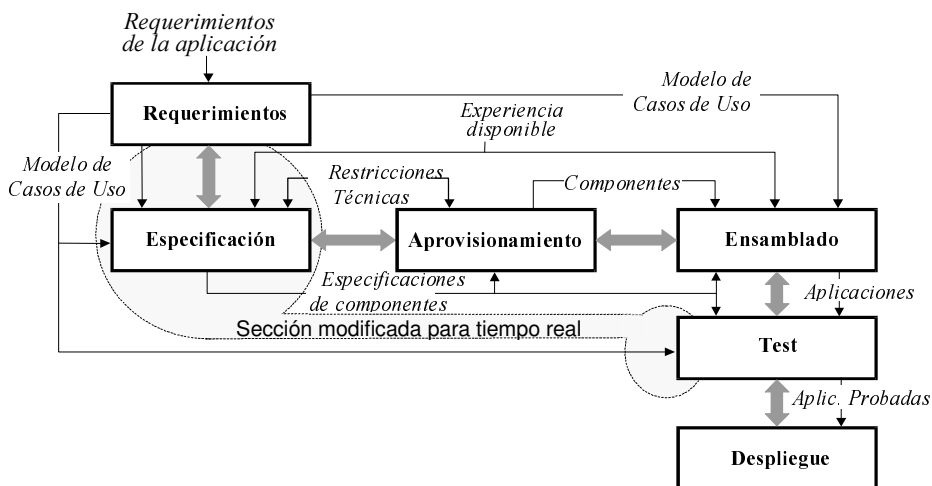 Requerimientos
de la aplicación
Requerimientos
Modelo de
Casos de Uso
Experiencia
disponible
Modelo de
Casos de Uso
Restricciones
Técnicas
Componentes
Especificación
Aprovisionamiento
Ensamblado
Especificaciones
de componentes
Aplicaciones
Sección modificada para tiempo real
Test
Aplic. Probadas
Despliegue